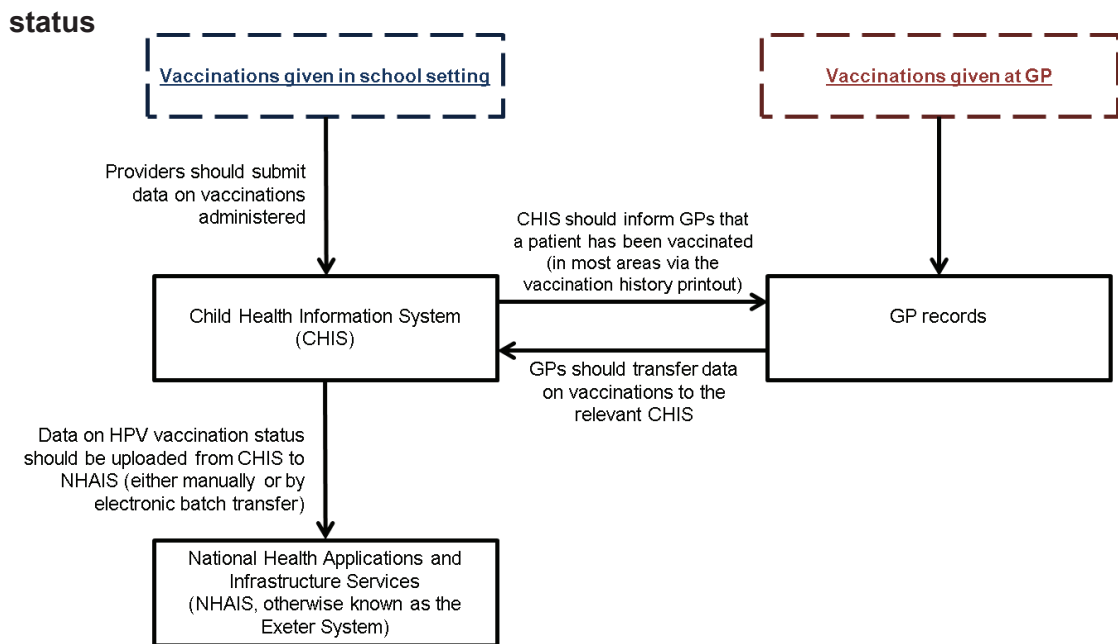 status
Vaccinations given in school setting
Vaccinations given at GP
Providers should submit
data on vaccinations
administered
CHIS should inform GPs that
a patient has been vaccinated
(in most areas via the
vaccination history printout)
Child Health Information System
(CHIS)
GP records
GPs should transfer data
on vaccinations to the
relevant CHIS
Data on HPV vaccination status
should be uploaded from CHIS to
NHAIS (either manually or by
electronic batch transfer)
National Health Applications and
Infrastructure Services
(NHAIS, otherwise known as the
Exeter System)